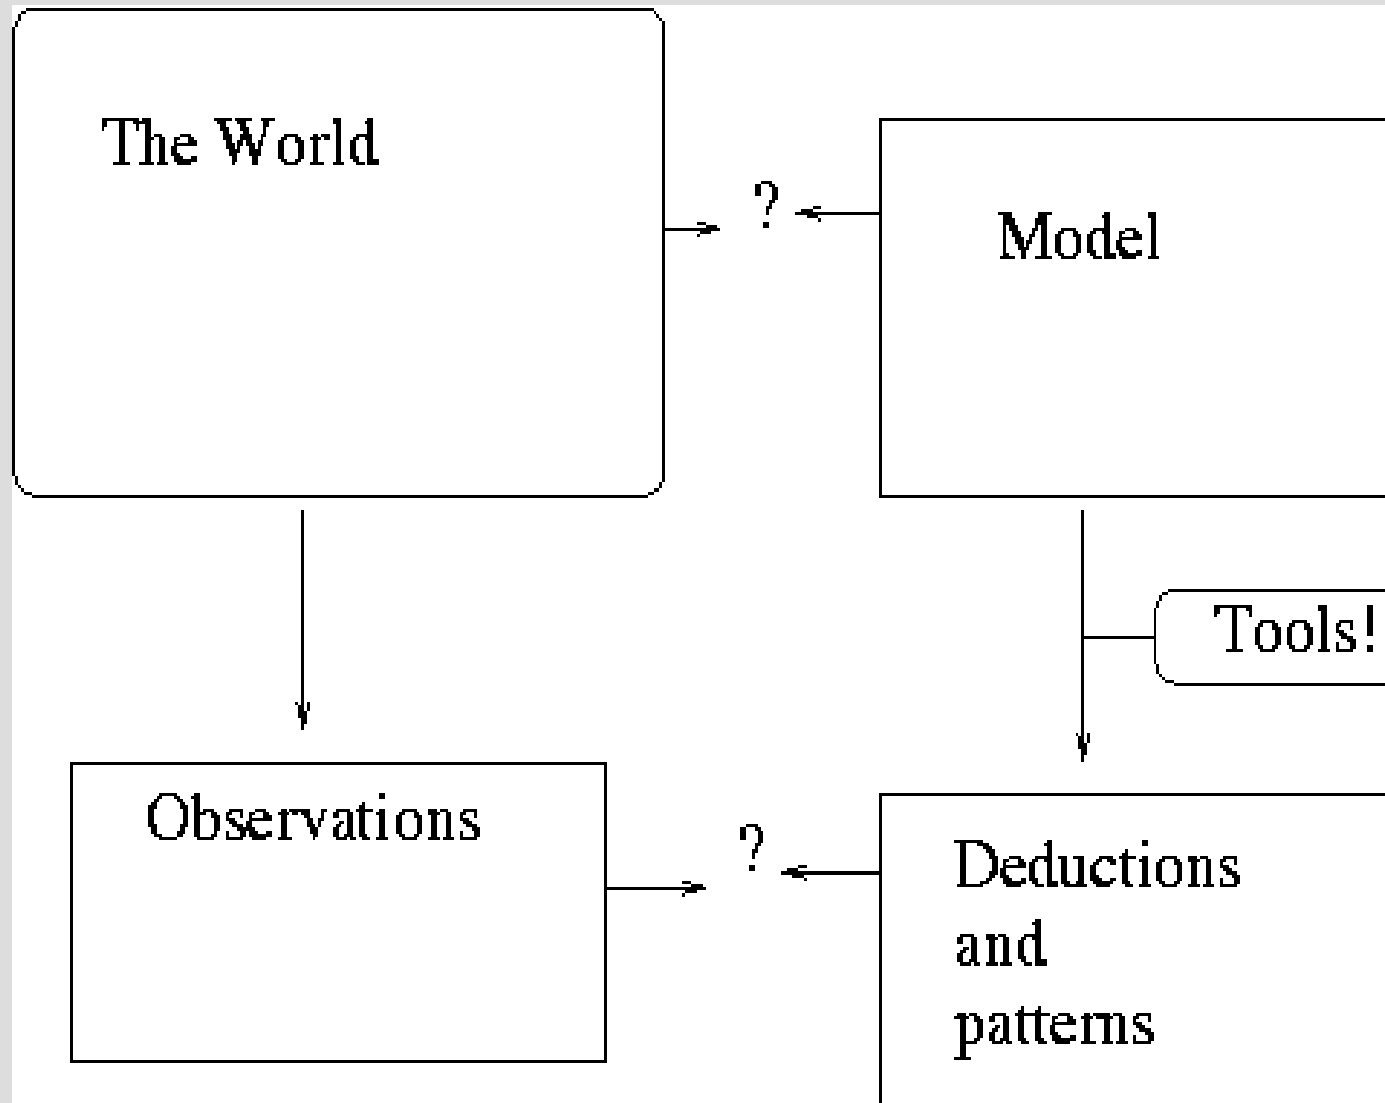 The World
?
Model
Tools!
Observations
?
Deductions
and
patterns